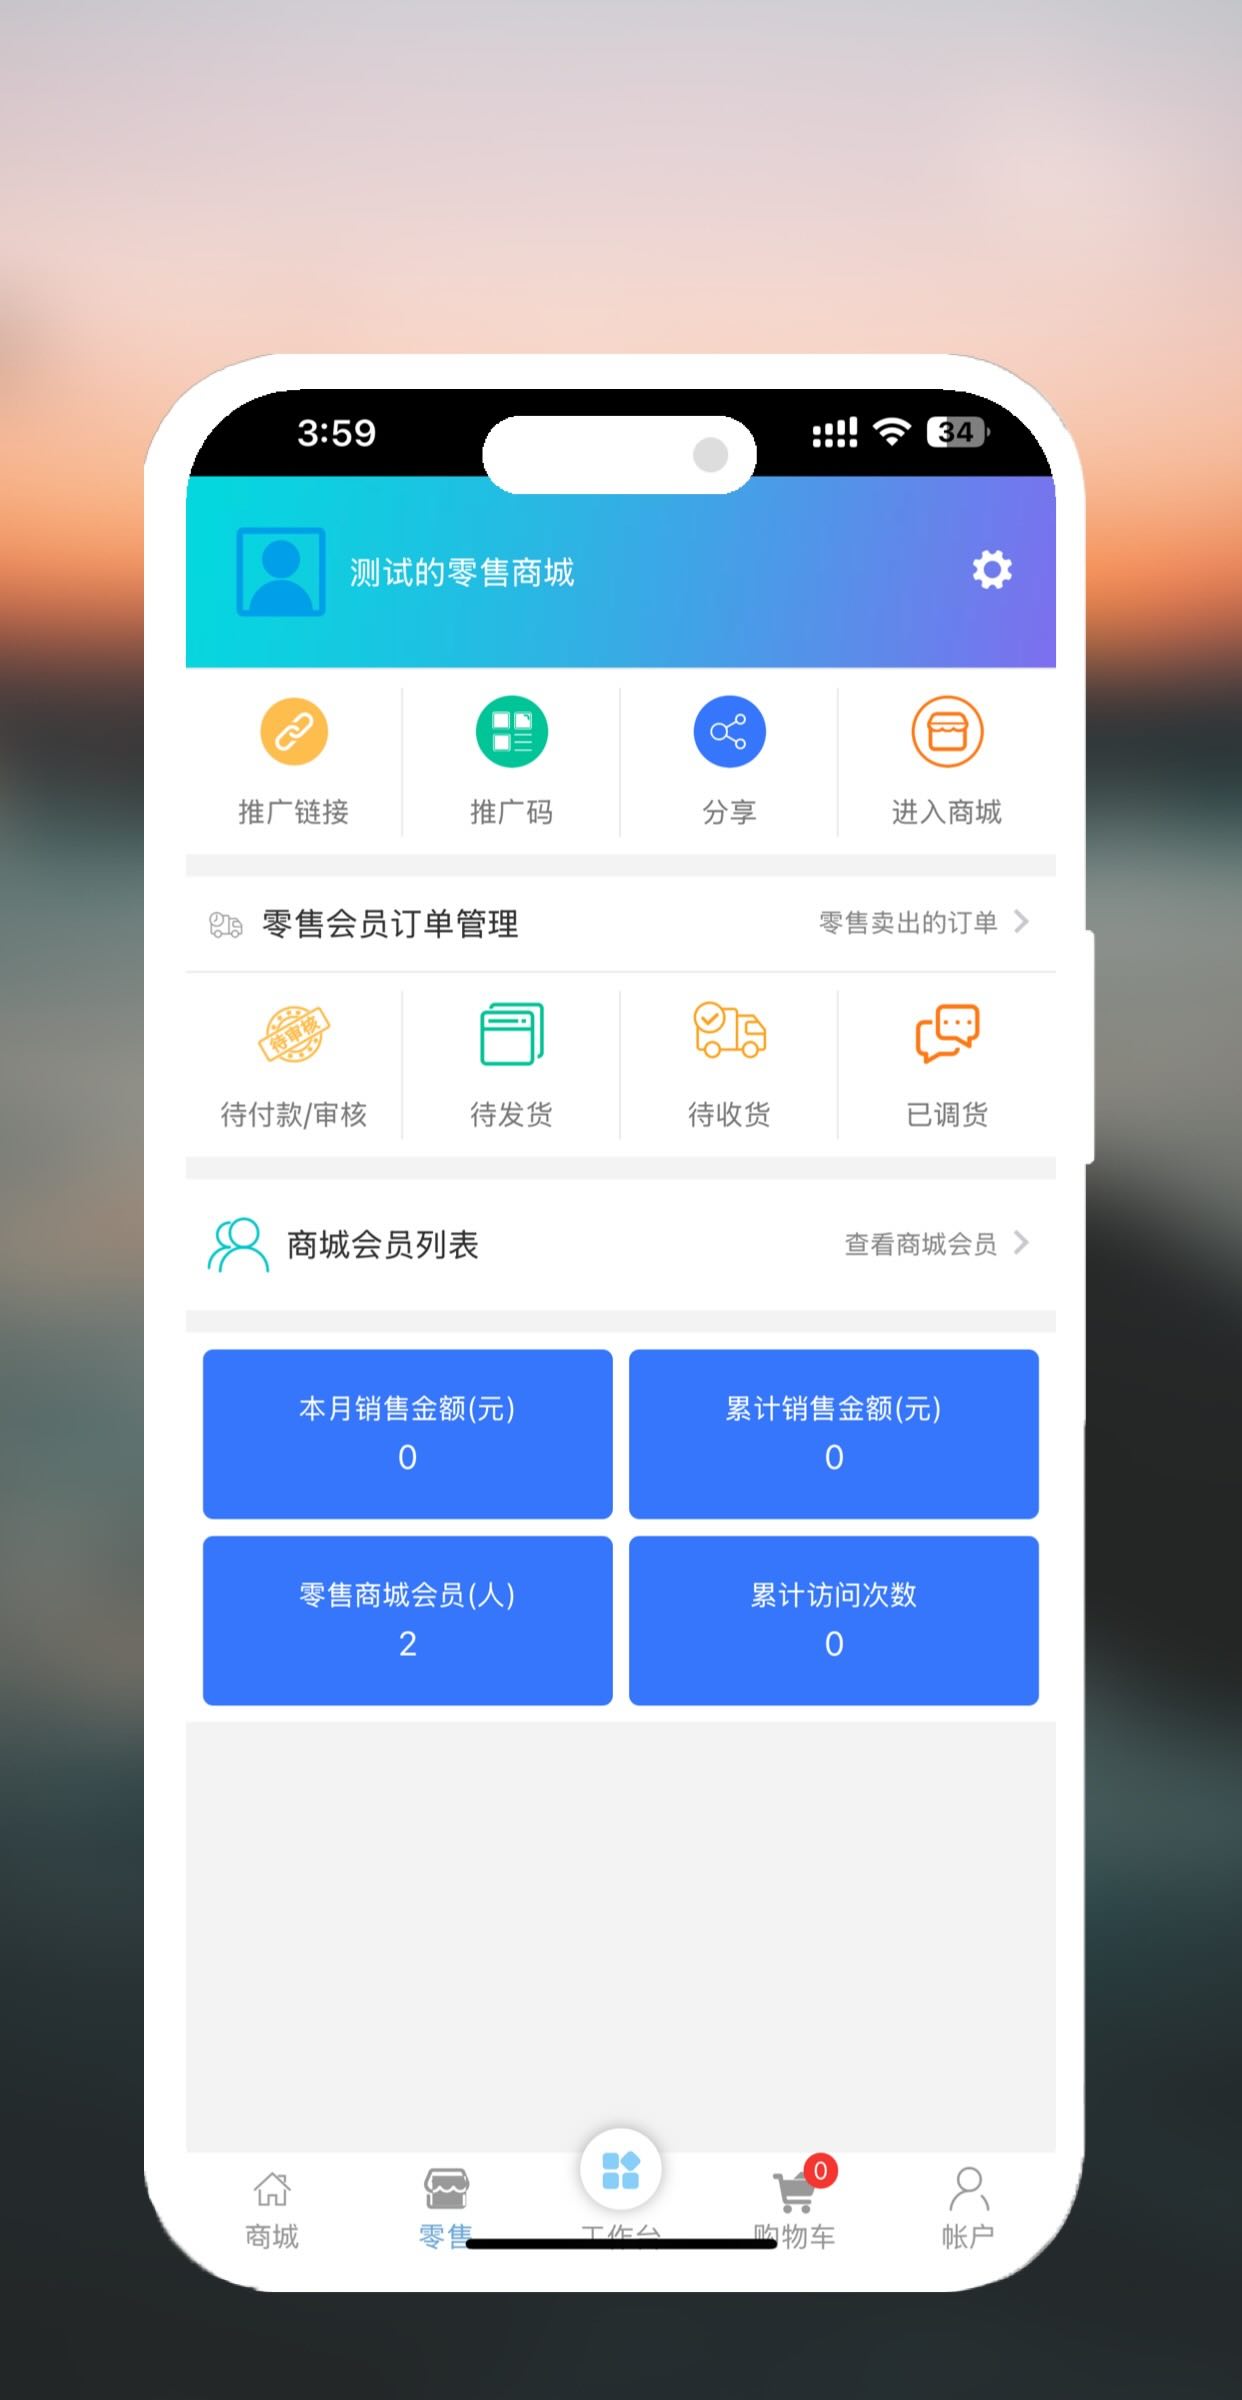 3:59
34
测试的零售商城
推广链接
推广码
分享
进入商城
零售会员订单管理
零售卖出的订单
待审核
待付款/审核
待发货
待收货
已调货
商城会员列表
查看商城会员
本月销售金额(元)
0
累计销售金额(元)
0
零售商城会员(人)
2
累计访问次数
0
0
商城
零售
工作台
购物车
帐户